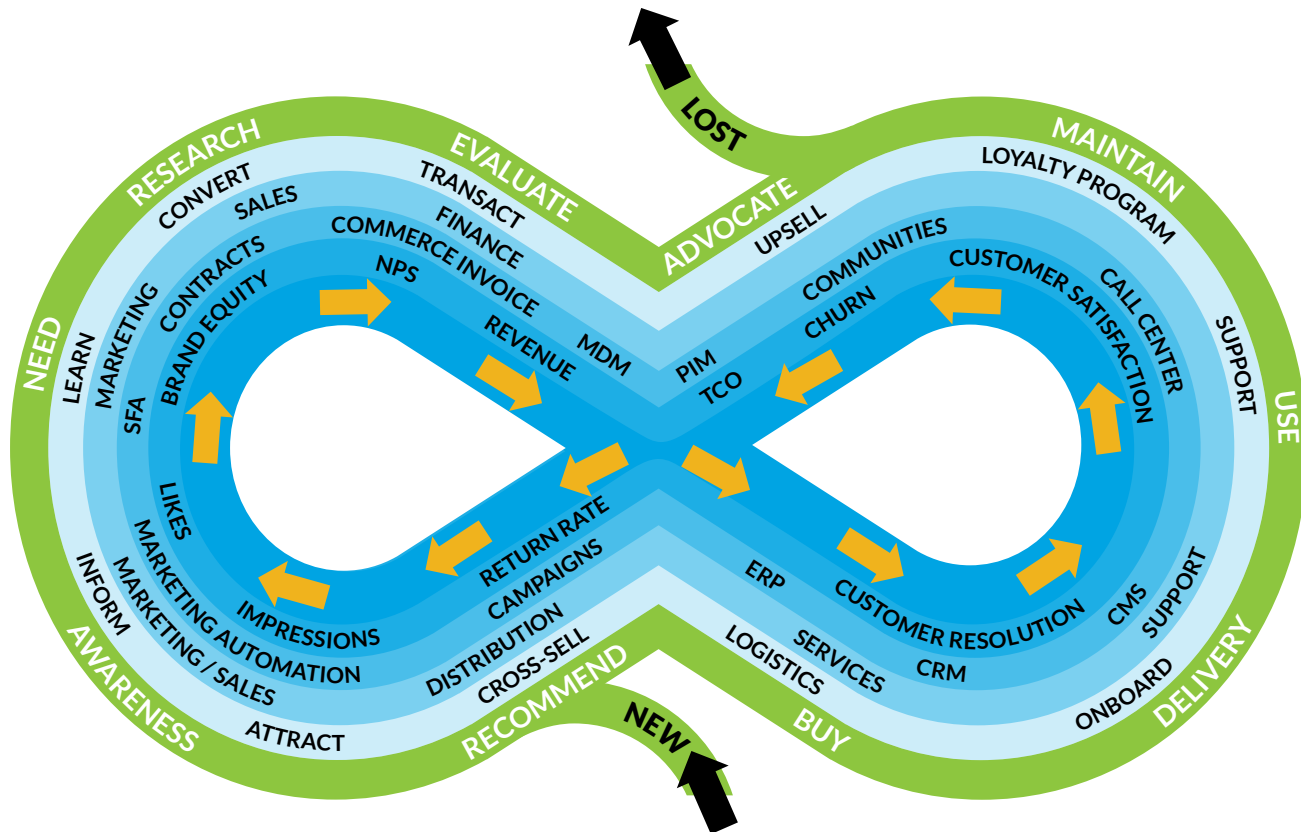 LOST
RESEARCH
EVALUATE
ADVOCATE
MAINTAIN
NEED
USE
AWARENESS
RECOMMEND
BUY
DELIVERY
NEW
CONVERT
TRANSACT
UPSELL
LOYALTY PROGRAM
LEARN
SUPPORT
INFORM
ATTRACT
CROSS-SELL
LOGISTICS
ONBOARD
SALES
FINANCE
COMMUNITIES
CALL CENTER
MARKETING
MARKETING / SALES
DISTRIBUTION
SERVICES
SUPPORT
CONTRACTS
COMMERCE INVOICE
MDM
PIM
SFA
MARKETING AUTOMATION
CAMPAIGNS
ERP
CRM
CMS
BRAND EQUITY
NPS
REVENUE
TCO
CHURN
CUSTOMER SATISFACTION
LIKES
IMPRESSIONS
RETURN RATE
CUSTOMER RESOLUTION